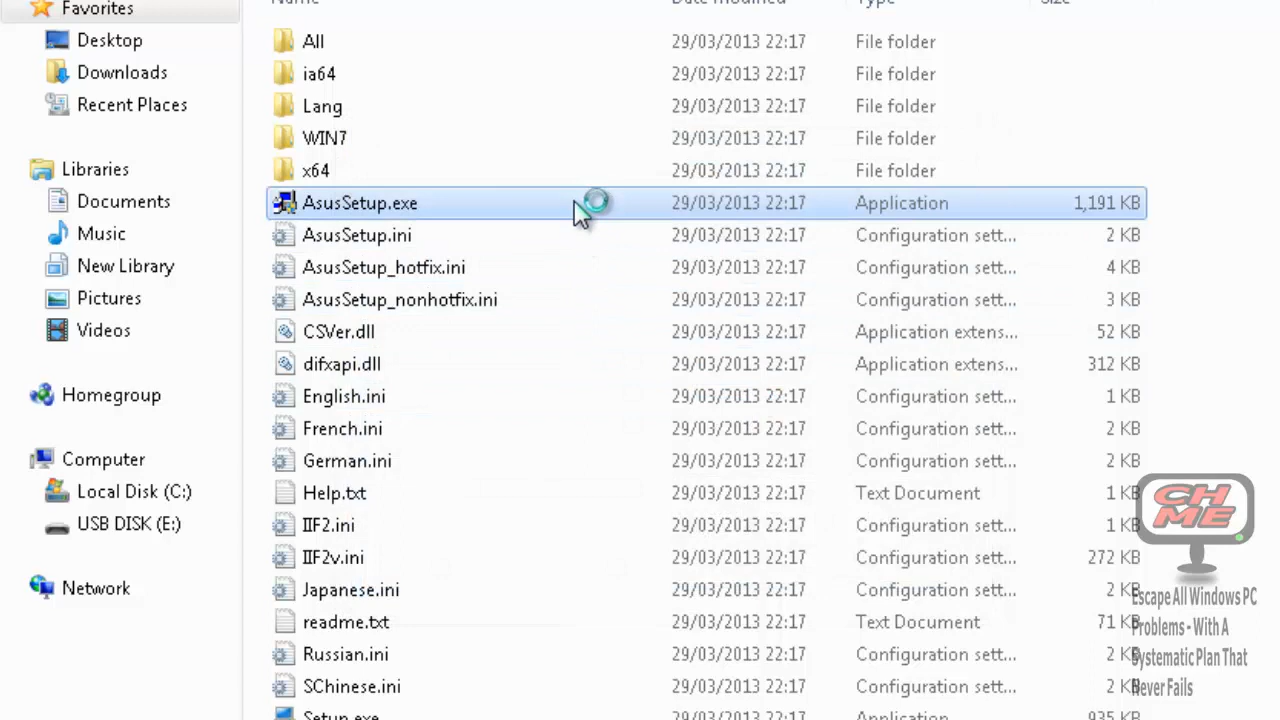 Favorites
Name Date modified Type Size
Desktop
Downloads
Recent Places
Libraries
Documents
Music
New Library
Pictures
Videos
Homegroup
Computer
Local Disk (C:)
USB DISK (E:)
Network
All 29/03/2013 22:17 File folder
ia64 29/03/2013 22:17 File folder
Lang 29/03/2013 22:17 File folder
WIN7 29/03/2013 22:17 File folder
x64 29/03/2013 22:17 File folder
AsusSetup.exe 29/03/2013 22:17 Application 1,191 KB
AsusSetup.ini 29/03/2013 22:17 Configuration sett... 2 KB
AsusSetup_hotfix.ini 29/03/2013 22:17 Configuration sett... 4 KB
AsusSetup_nonhotfix.ini 29/03/2013 22:17 Configuration sett... 3 KB
CSVer.dll 29/03/2013 22:17 Application extens... 52 KB
difxapi.dll 29/03/2013 22:17 Application extens... 312 KB
English.ini 29/03/2013 22:17 Configuration sett... 1 KB
French.ini 29/03/2013 22:17 Configuration sett... 2 KB
German.ini 29/03/2013 22:17 Configuration sett... 2 KB
Help.txt 29/03/2013 22:17 Text Document 1 KB
IIF2.ini 29/03/2013 22:17 Configuration sett... 1 KB
IIF2v.ini 29/03/2013 22:17 Configuration sett... 272 KB
Japanese.ini 29/03/2013 22:17 Configuration sett... 2 KB
readme.txt 29/03/2013 22:17 Text Document 71 KB
Russian.ini 29/03/2013 22:17 Configuration sett... 2 KB
SChinese.ini 29/03/2013 22:17 Configuration sett... 2 KB
Setup.exe 29/03/2013 22:17 Application 935 KB
CH
ME
Escape All Windows PC
Problems - With A
Systematic Plan That
Never Fails